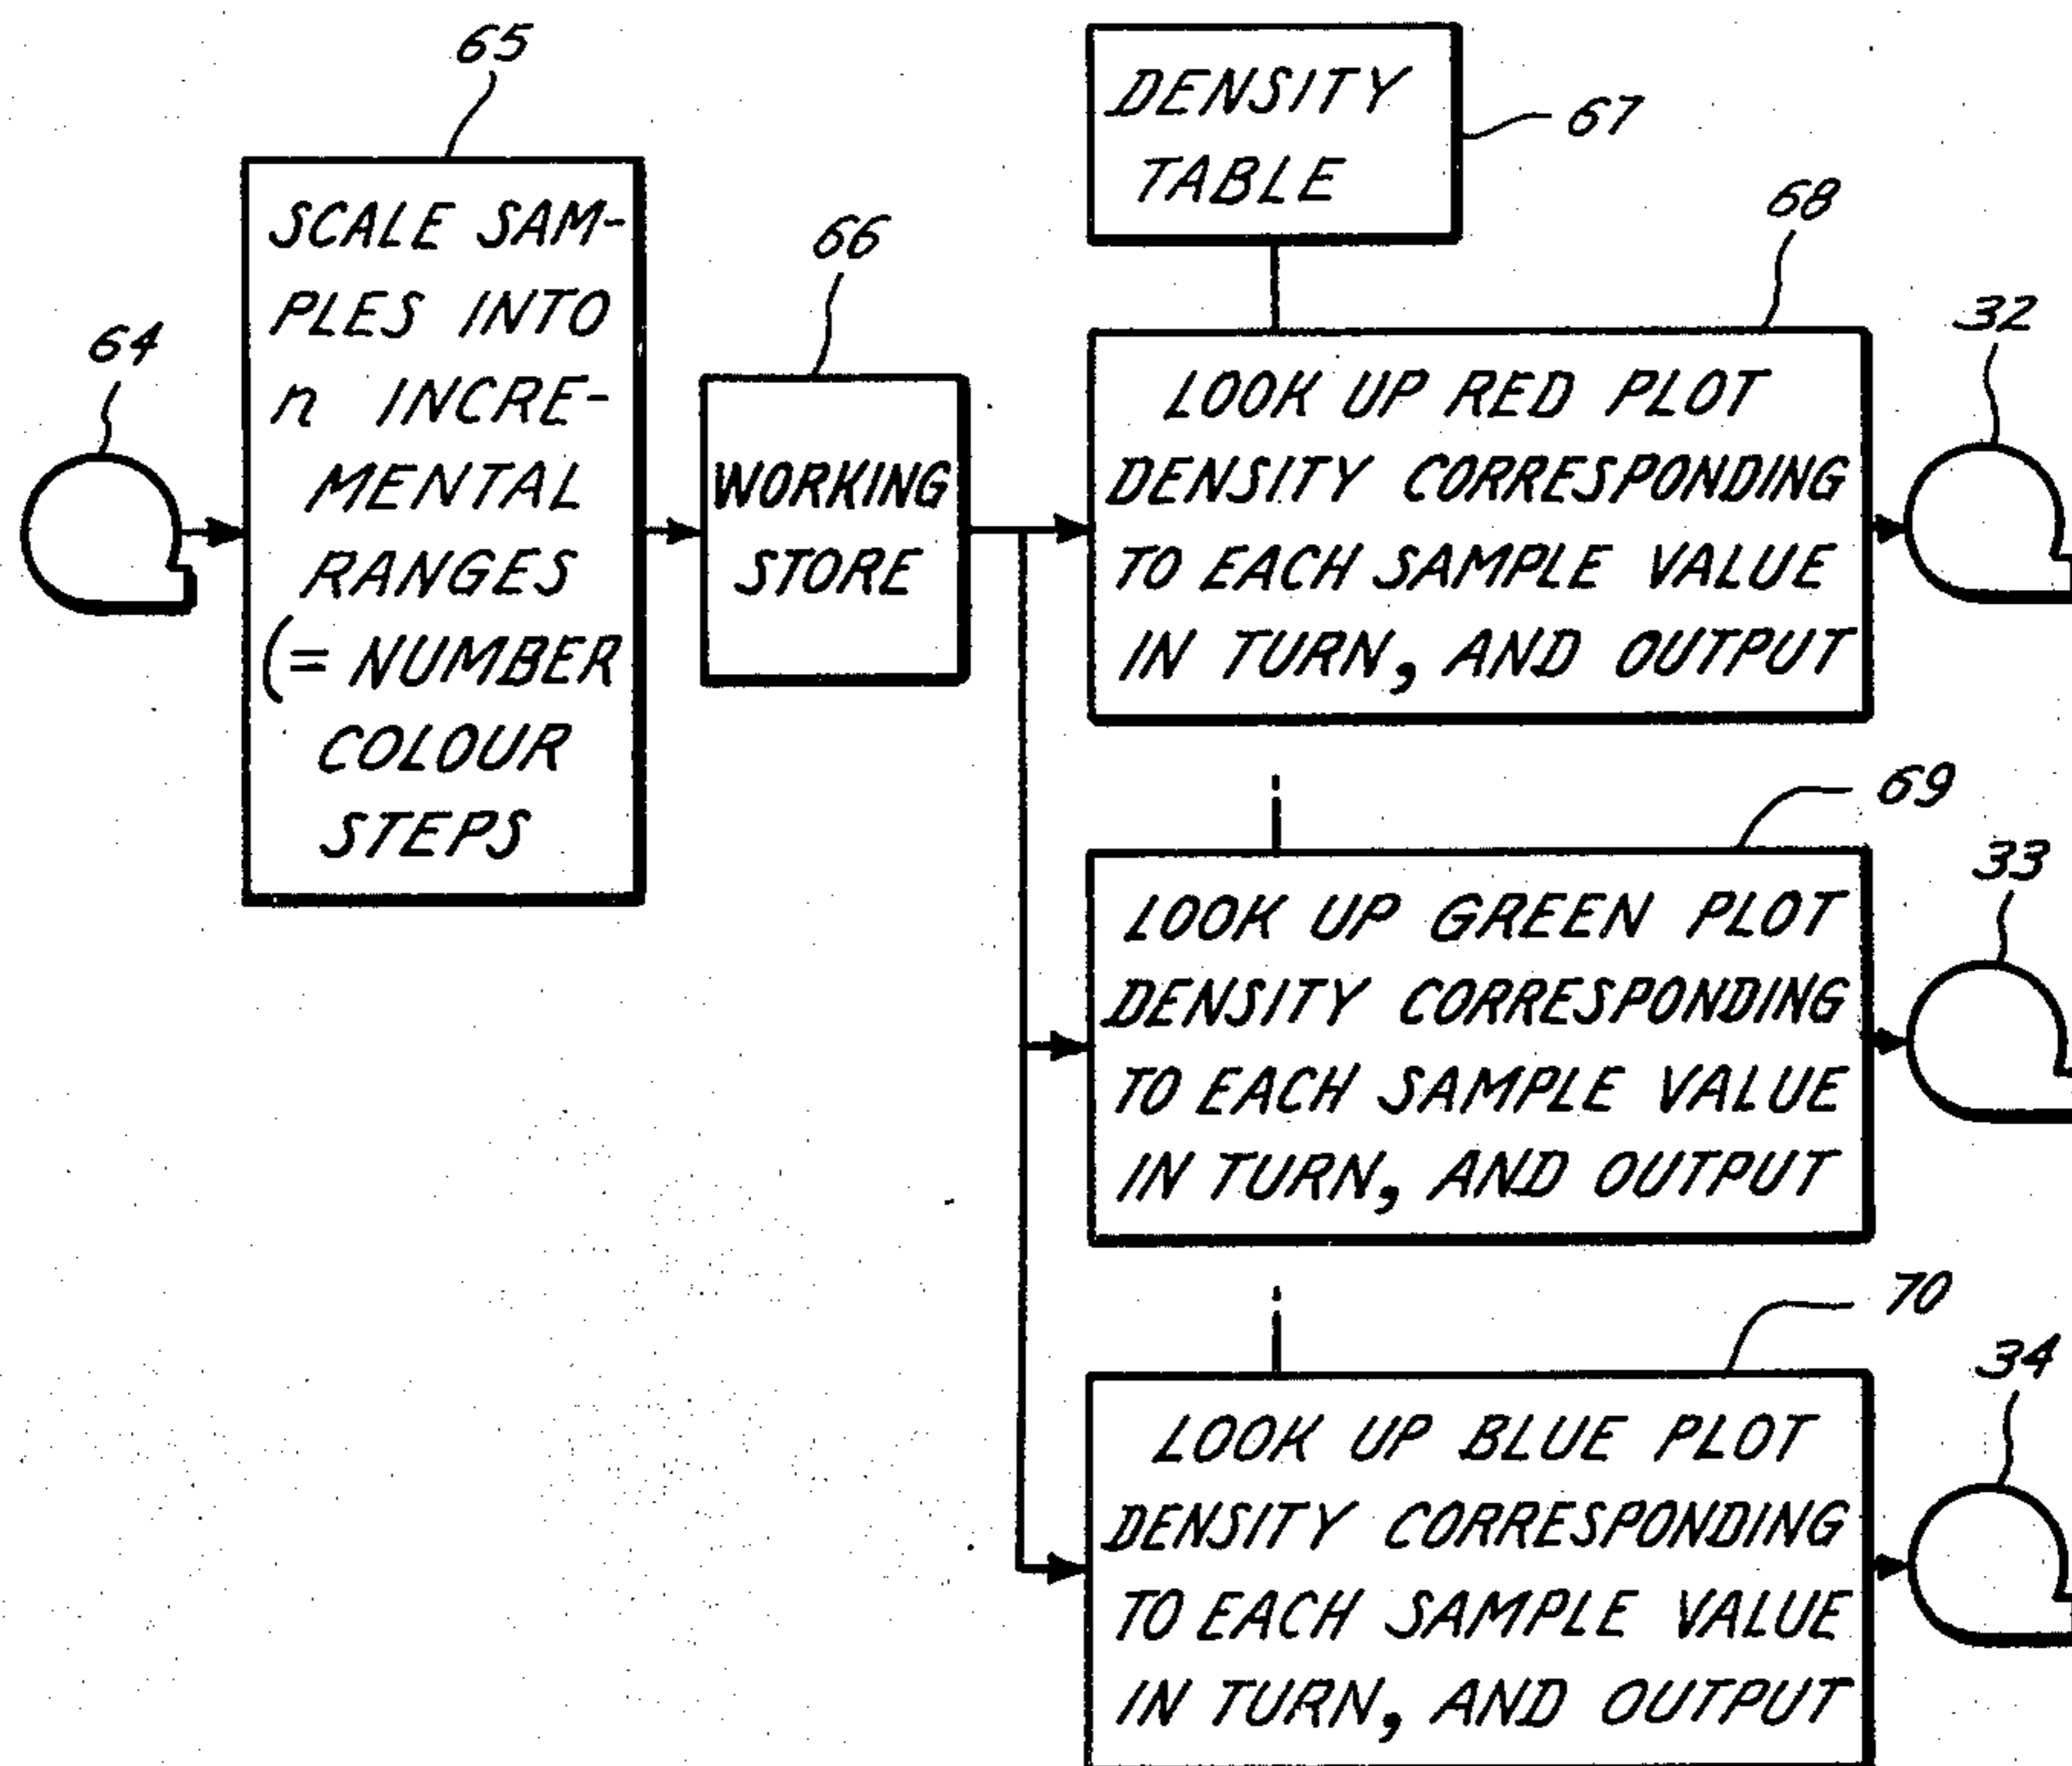 65
SCALE SAM-
PLES INTO
n INCRE-
MENTAL
RANGES
(= NUMBER
COLOUR
STEPS
64
66
WORKING
STORE
DENSITY
TABLE
67
68
LOOK UP RED PLOT
DENSITY CORRESPONDING
TO EACH SAMPLE VALUE
IN TURN, AND OUTPUT
32
69
LOOK UP GREEN PLOT
DENSITY CORRESPONDING
TO EACH SAMPLE VALUE
IN TURN, AND OUTPUT
33
70
LOOK UP BLUE PLOT
DENSITY CORRESPONDING
TO EACH SAMPLE VALUE
IN TURN, AND OUTPUT
34